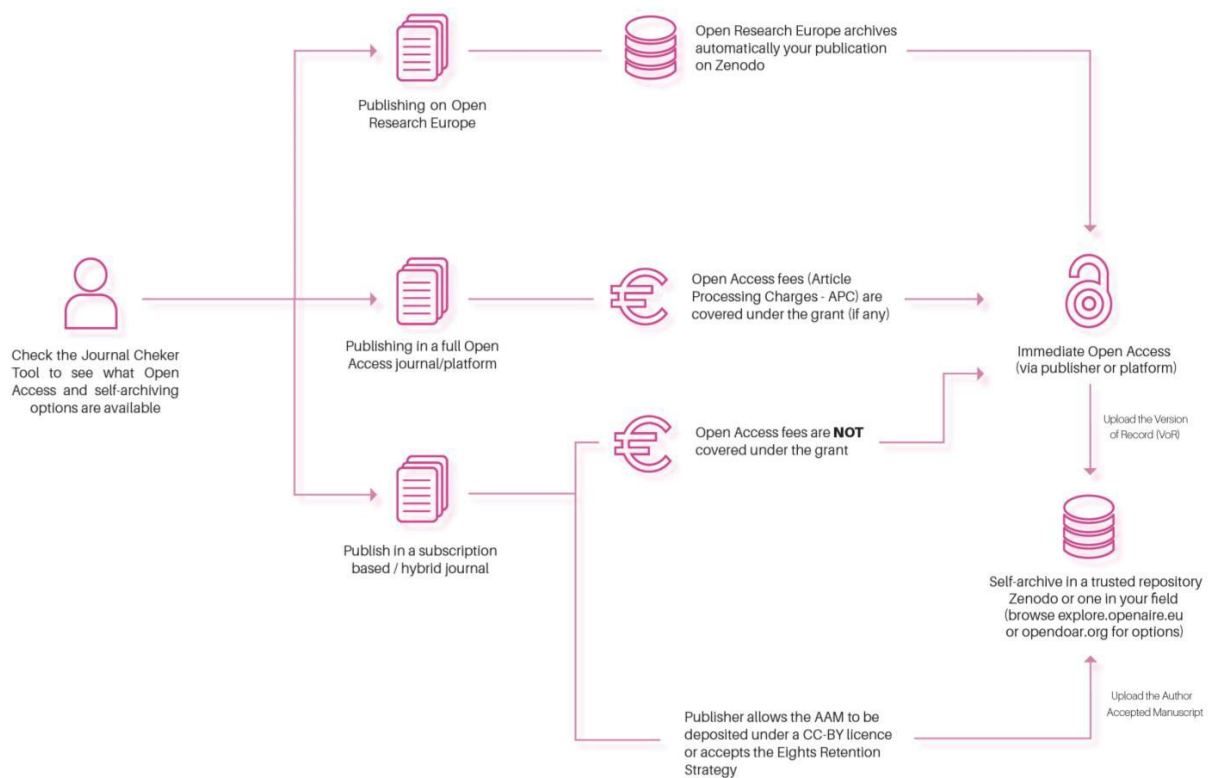 Open Research Europe archives
automatically your publication
on Zenodo
Publishing on Open
Research Europe
Open Access fees (Article
Processing Charges - APC) are
covered under the grant (if any)
Check the Journal Cheker
Tool to see what Open
Access and self-archiving
options are available
Publishing in a full Open
Access journal/platform
Immediate Open Access
(via publisher or platform)
Open Access fees are NOT
covered under the grant
Upload the Version
of Record (VoR)
Publish in a subscription
based / hybrid journal
Self-archive in a trusted repository
Zenodo or one in your field
(browse explore.openaire.eu
or opendoar.org for options)
Publisher allows the AAM to be
deposited under a CC-BY licence
or accepts the Eights Retention
Strategy
Upload the Author
Accepted Manuscript